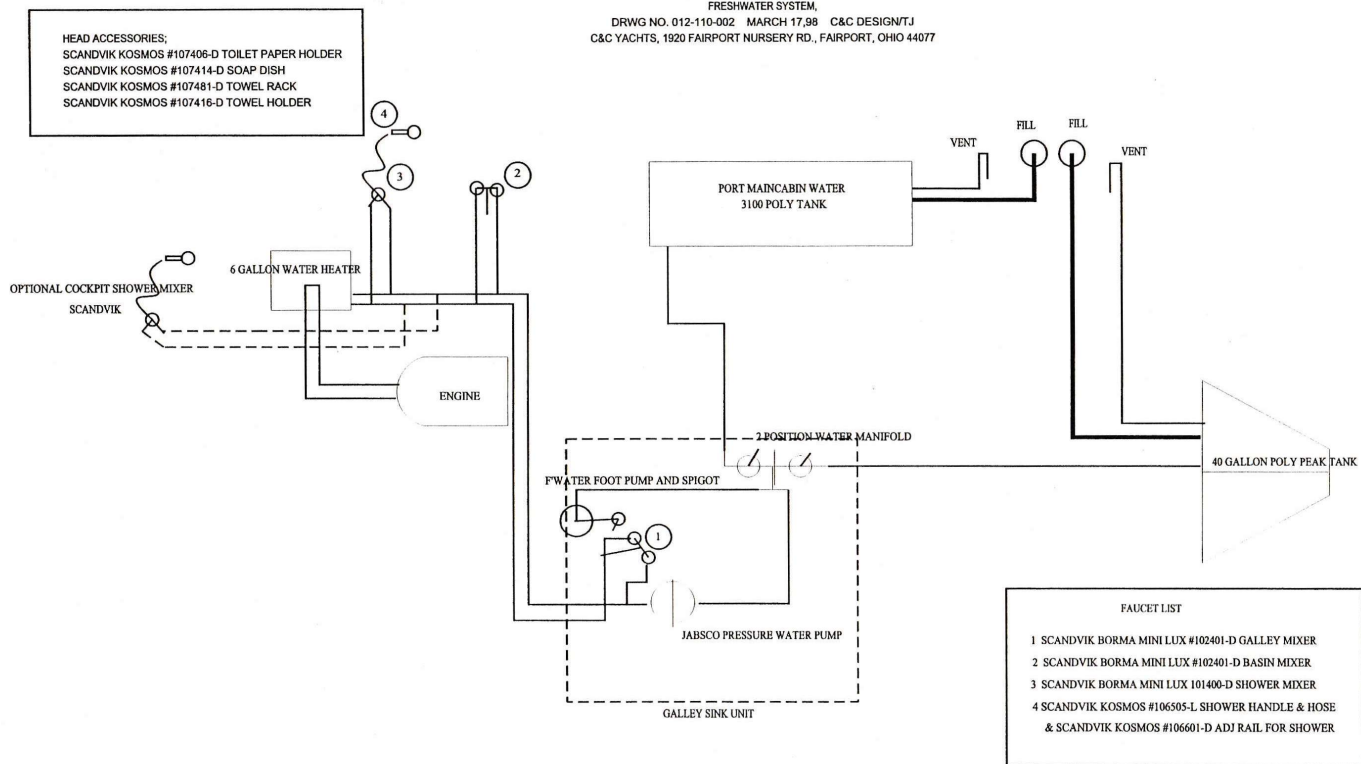 FRESHWATER SYSTEM,
DRWG NO. 012-110-002 MARCH 17,98 C&C DESIGN/TJ
C&C YACHTS, 1920 FAIRPORT NURSERY RD., FAIRPORT, OHIO 44077
HEAD ACCESSORIES;
SCANDVIK KOSMOS #107406-D TOILET PAPER HOLDER
SCANDVIK KOSMOS #107414-D SOAP DISH
SCANDVIK KOSMOS #107481-D TOWEL RACK
SCANDVIK KOSMOS #107416-D TOWEL HOLDER
4
3
2
VENT
FILL
FILL
VENT
PORT MAINCABIN WATER
3100 POLY TANK
6 GALLON WATER HEATER
OPTIONAL COCKPIT SHOWER MIXER
SCANDVIK
ENGINE
2 POSITION WATER MANIFOLD
40 GALLON POLY PEAK TANK
F'WATER FOOT PUMP AND SPIGOT
1
JABSCO PRESSURE WATER PUMP
GALLEY SINK UNIT
FAUCET LIST
1 SCANDVIK BORMA MINI LUX #102401-D GALLEY MIXER
2 SCANDVIK BORMA MINI LUX #102401-D BASIN MIXER
3 SCANDVIK BORMA MINI LUX 101400-D SHOWER MIXER
4 SCANDVIK KOSMOS #106505-L SHOWER HANDLE & HOSE
& SCANDVIK KOSMOS #106601-D ADJ RAIL FOR SHOWER